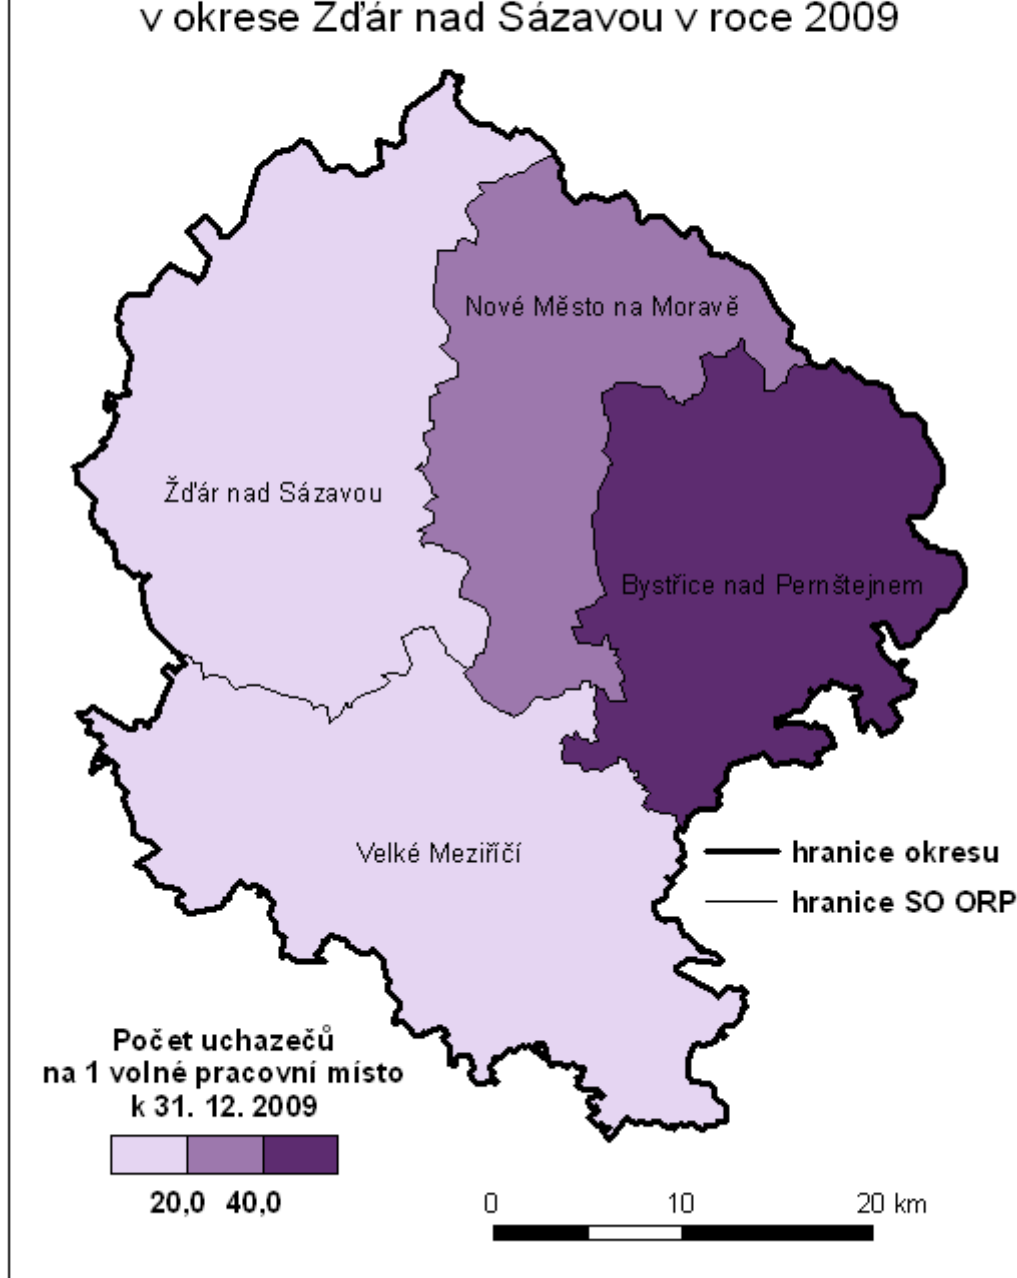 v okrese Žďár nad Sázavou v roce 2009
Nové Město na Moravě
Žďár nad Sázavou
Bystřice nad Pernštejnem
Velké Meziříčí
hranice okresu
hranice SO ORP
Počet uchazečů
na 1 volné pracovní místo
k 31. 12. 2009
20,0 40,0
0 10 20 km